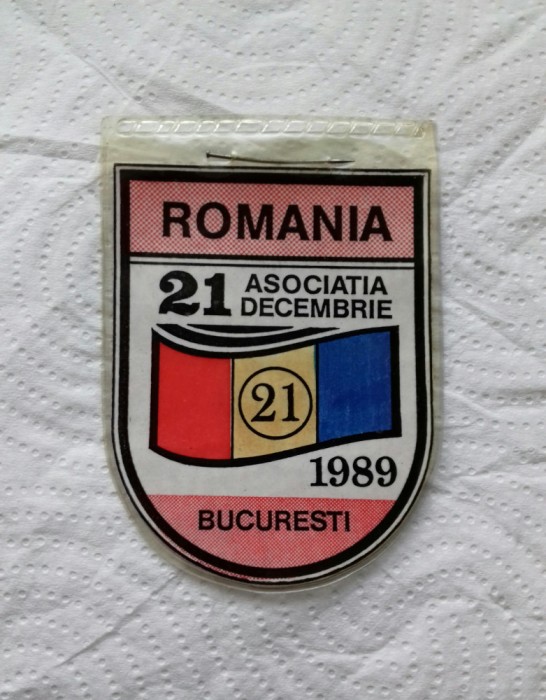 ROMANIA
21 ASOCIATIA
DECEMBRIE
21
1989
BUCURESTI